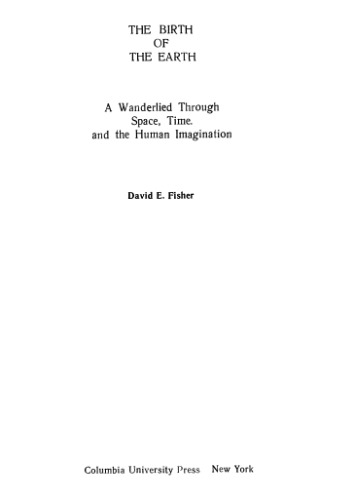 THE BIRTH
OF
THE EARTH
A Wanderlied Through
Space, Time.
and the Human Imagination
David E. Fisher
Columbia University Press New York